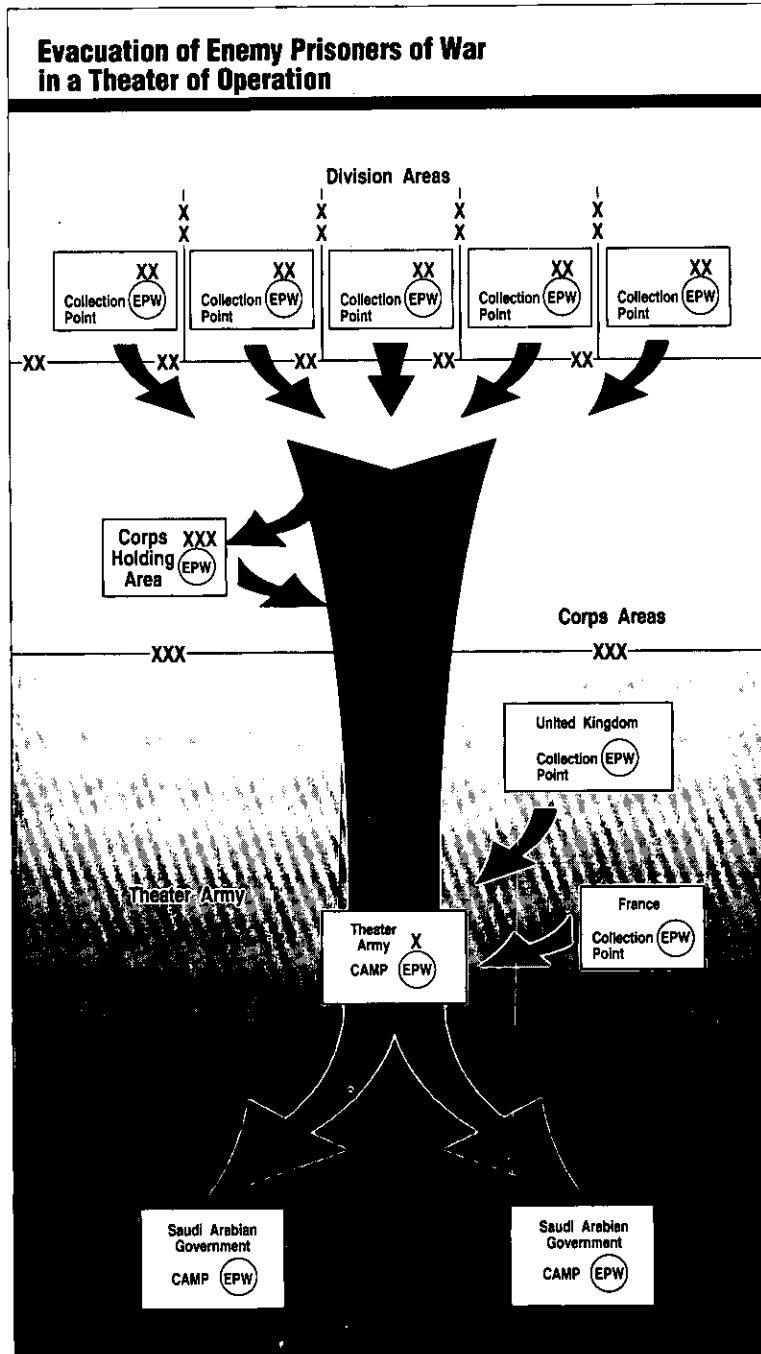 Evacuation of Enemy Prisoners of War
in a Theater of Operation
Division Areas
X X X X
X X X X
XX
Collection EPW
Point
XX
Collection EPW
Point
XX
Collection EPW
Point
XX
Collection EPW
Point
XX
Collection EPW
Point
XX XX XX XX XX
Corps XXX
Holding
Area EPW
Corps Areas
XXX XXX
United Kingdom
Collection EPW
Point
Theater Army
France
Collection EPW
Point
Theater
Army X
CAMP EPW
Saudi Arabian
Government
CAMP EPW
Saudi Arabian
Government
CAMP EPW